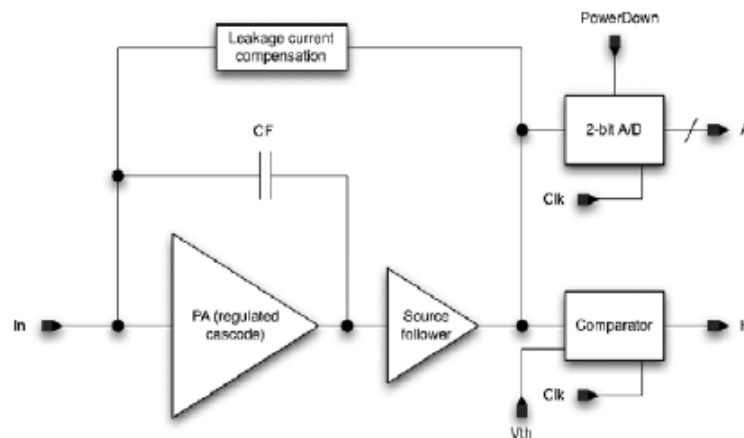 PowerDown
Leakage current
compensation
2-bit A/D
CF
Clk
In
PA (regulated
cascode)
Source
follower
Comparator
Clk
Vth